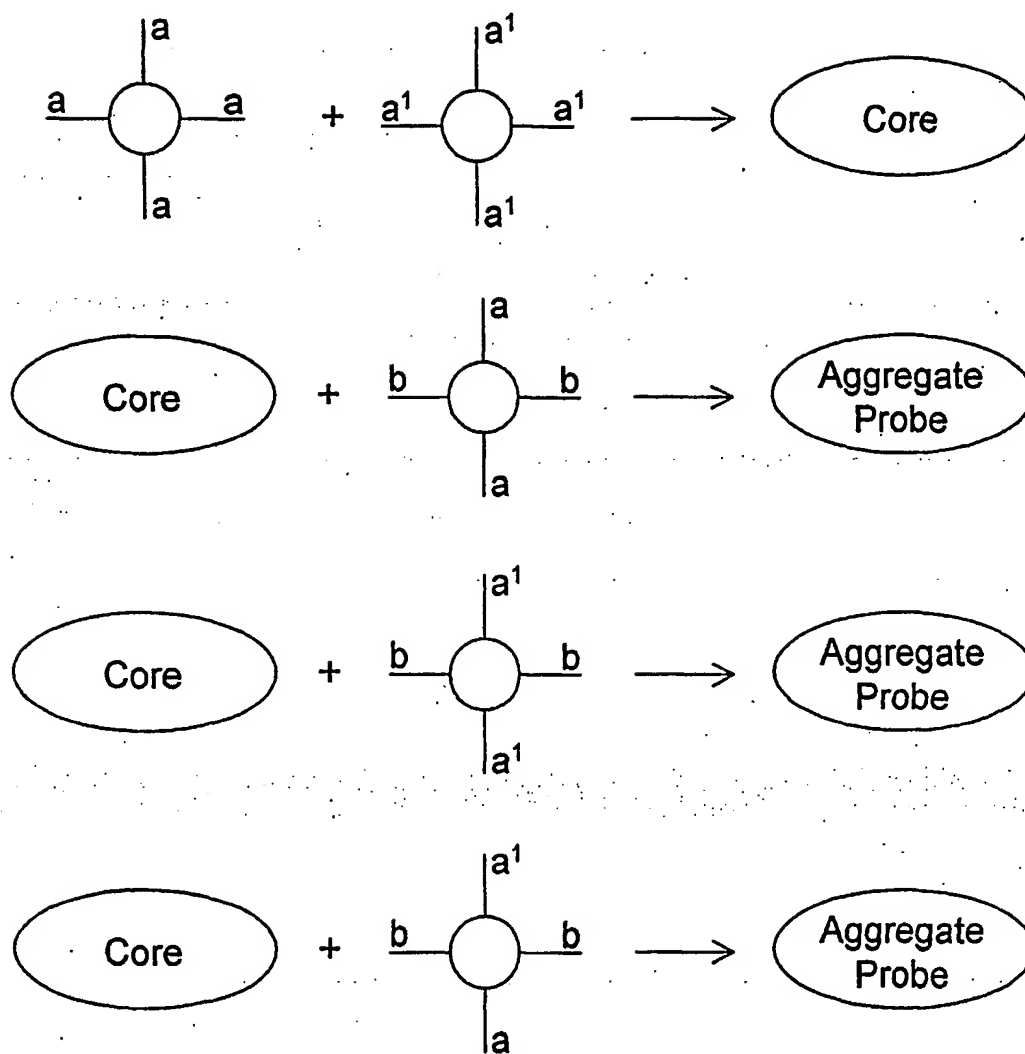 a a¹
a a + a¹ a¹ Core
a a¹
a
Core + b b Aggregate
Probe
a
a¹
Core + b b Aggregate
Probe
a¹
a¹
Core + b b Aggregate
Probe
a